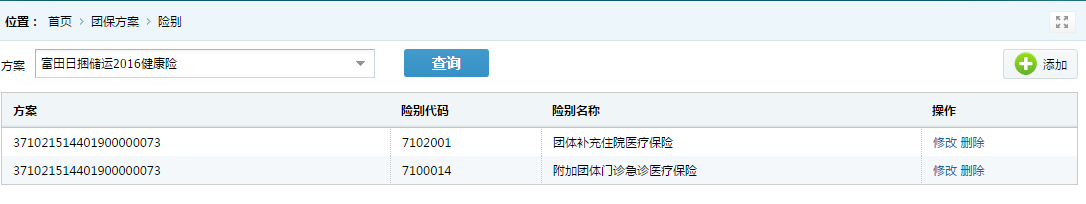 位置： 首页 > 团保方案 > 险别
方案 富田日捆储运2016健康险 查询 添加
方案 险别代码 险别名称 操作
371021514401900000073 7102001 团体补充住院医疗保险 修改 删除
371021514401900000073 7100014 附加团体门诊急诊医疗保险 修改 删除